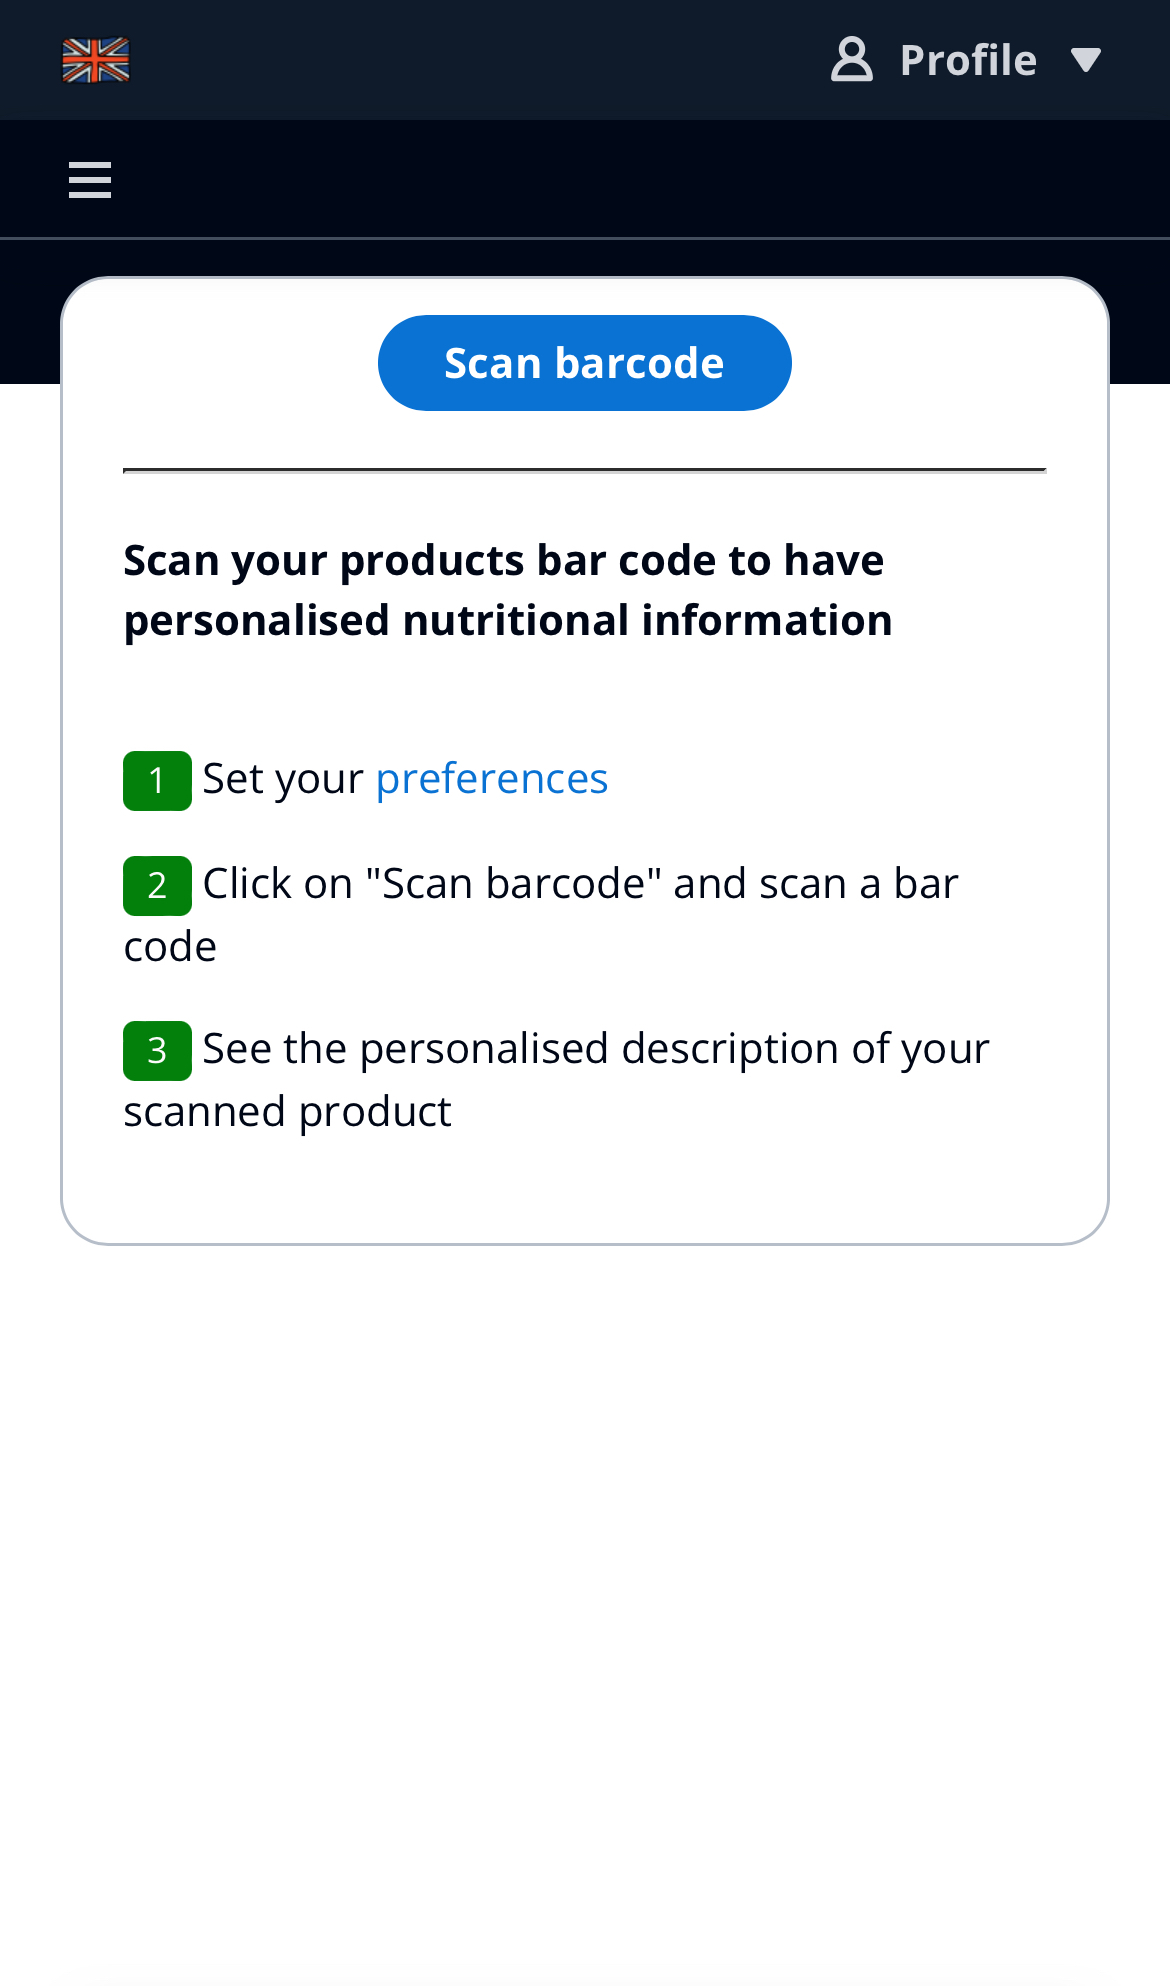 Profile
Scan barcode
Scan your products bar code to have
personalised nutritional information
1 Set your preferences
2 Click on "Scan barcode" and scan a bar
code
3 See the personalised description of your
scanned product